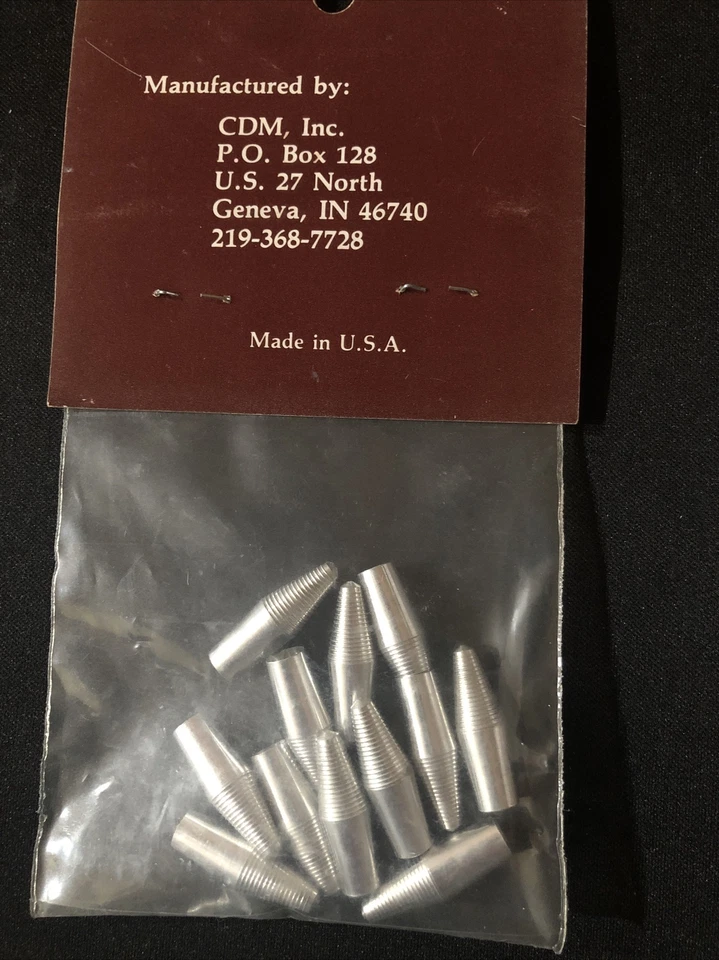 Manufactured by:
CDM, Inc.
P.O. Box 128
U.S. 27 North
Geneva, IN 46740
219-368-7728
Made in U.S.A.